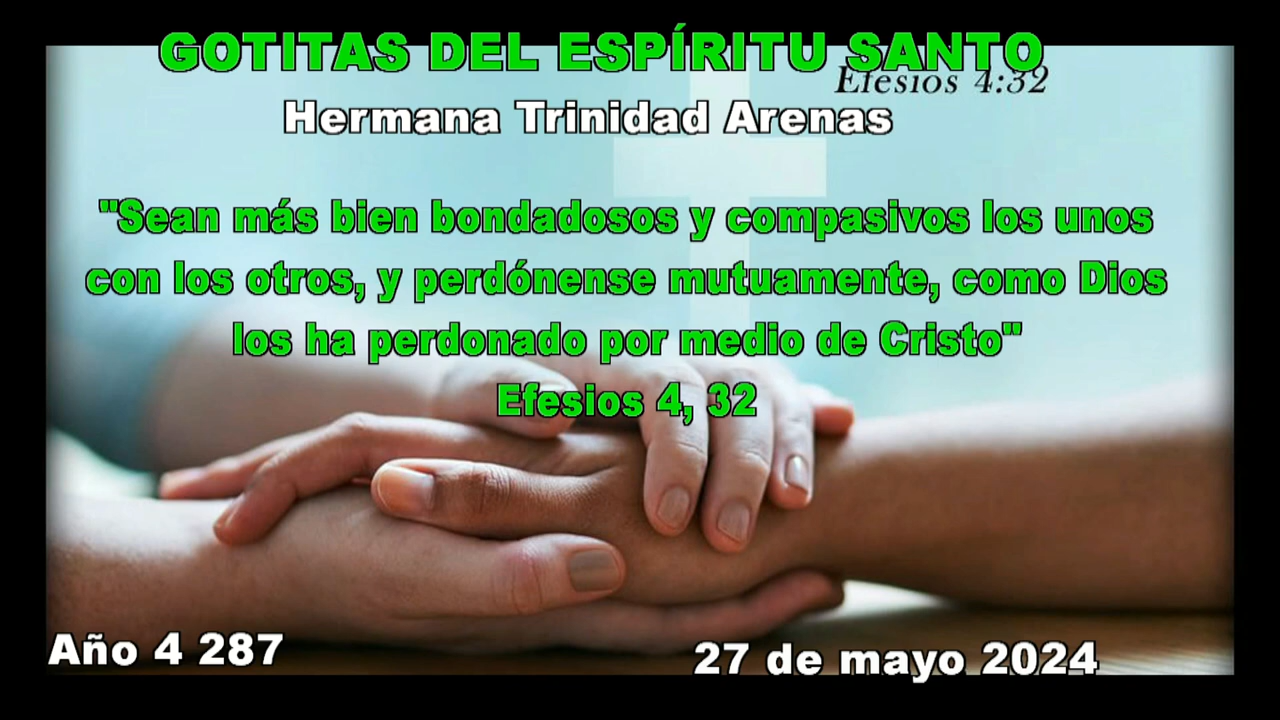 GOTITAS DEL ESPÍRITU SANTO
Efesios 4:32
Hermana Trinidad Arenas
"Sean más bien bondadosos y compasivos los unos
con los otros, y perdónense mutuamente, como Dios
los ha perdonado por medio de Cristo"
Efesios 4, 32
Año 4 287
27 de mayo 2024